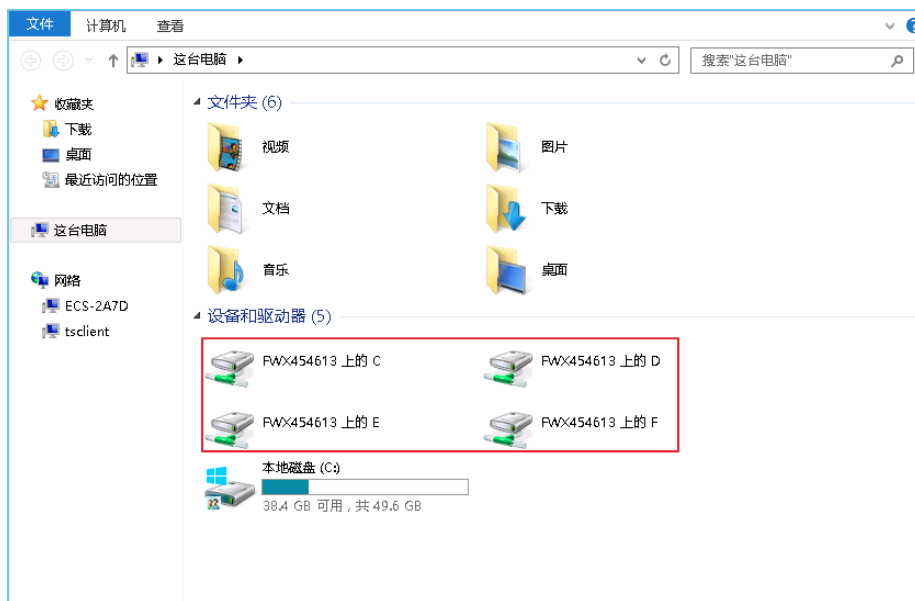 文件 计算机 查看
这台电脑
搜索"这台电脑"
收藏夹
下载
桌面
最近访问的位置
这台电脑
网络
ECS-2A7D
tsclient
文件夹 (6)
视频
图片
文档
下载
音乐
桌面
设备和驱动器 (5)
FWX454613 上的 C
FWX454613 上的 D
FWX454613 上的 E
FWX454613 上的 F
本地磁盘 (C:)
38.4 GB 可用，共 49.6 GB